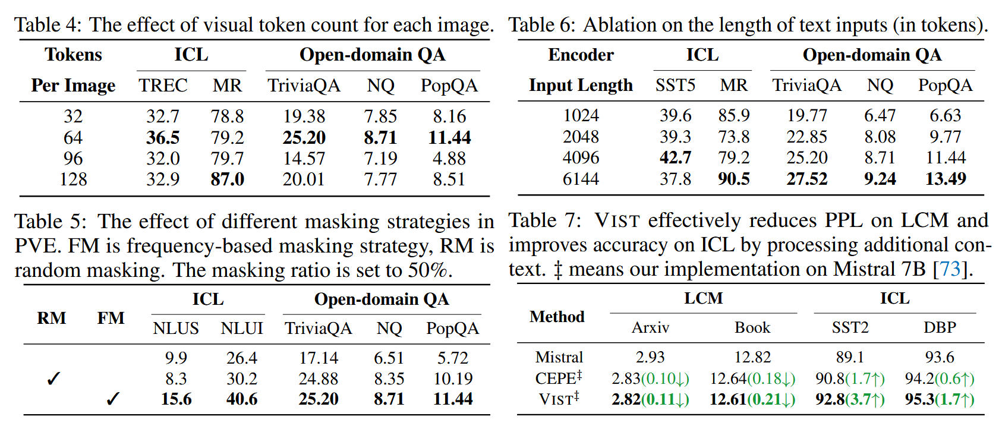 Table 4: The effect of visual token count for each image.
Tokens ICL Open-domain QA
Per Image TREC MR TriviaQA NQ PopQA
32 32.7 78.8 19.38 7.85 8.16
64 36.5 79.2 25.20 8.71 11.44
96 32.0 79.7 14.57 7.19 4.88
128 32.9 87.0 20.01 7.77 8.51
Table 5: The effect of different masking strategies in
PVE. FM is frequency-based masking strategy, RM is
random masking. The masking ratio is set to 50%.
ICL Open-domain QA
RM FM
NLUS NLUI TriviaQA NQ PopQA
9.9 26.4 17.14 6.51 5.72
✓ 8.3 30.2 24.88 8.35 10.19
✓ 15.6 40.6 25.20 8.71 11.44
Table 6: Ablation on the length of text inputs (in tokens).
Encoder ICL Open-domain QA
Input Length SST5 MR TriviaQA NQ PopQA
1024 39.6 85.9 19.77 6.47 6.63
2048 39.3 73.8 22.85 8.08 9.77
4096 42.7 79.2 25.20 8.71 11.44
6144 37.8 90.5 27.52 9.24 13.49
Table 7: VIST effectively reduces PPL on LCM and
improves accuracy on ICL by processing additional con-
text. ‡ means our implementation on Mistral 7B [73].
LCM ICL
Method
Arxiv Book SST2 DBP
Mistral 2.93 12.82 89.1 93.6
CEPE‡ 2.83(0.10↓) 12.64(0.18↓) 90.8(1.7↑) 94.2(0.6↑)
VIST‡ 2.82(0.11↓) 12.61(0.21↓) 92.8(3.7↑) 95.3(1.7↑)